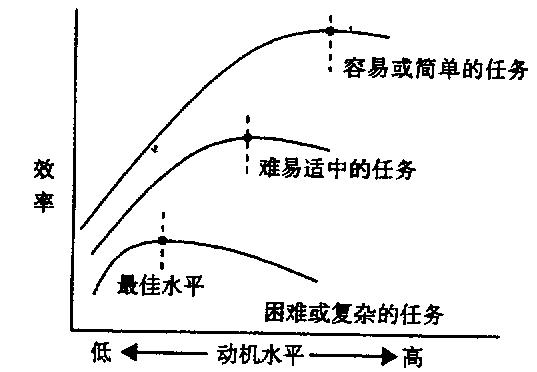 容易或简单的任务
难易适中的任务
效率
最佳水平
困难或复杂的任务
低 动机水平 高